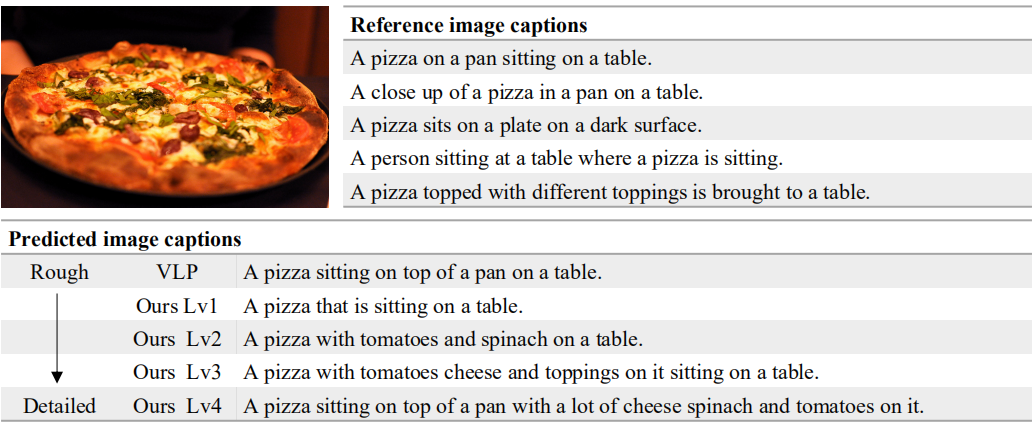 Reference image captions
A pizza on a pan sitting on a table.
A close up of a pizza in a pan on a table.
A pizza sits on a plate on a dark surface.
A person sitting at a table where a pizza is sitting.
A pizza topped with different toppings is brought to a table.
Predicted image captions
Rough VLP A pizza sitting on top of a pan on a table.
Ours Lv1 A pizza that is sitting on a table.
Ours Lv2 A pizza with tomatoes and spinach on a table.
Ours Lv3 A pizza with tomatoes cheese and toppings on it sitting on a table.
Detailed Ours Lv4 A pizza sitting on top of a pan with a lot of cheese spinach and tomatoes on it.